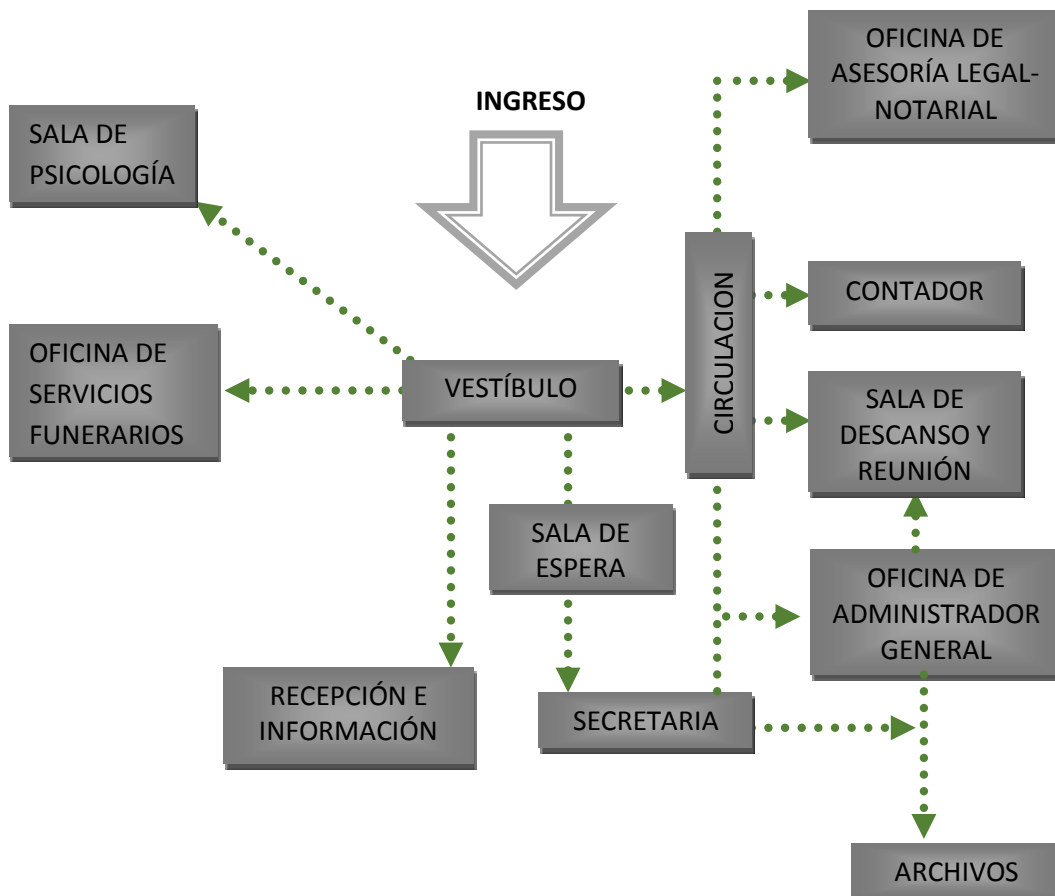 OFICINA DE
ASESORÍA LEGAL-
NOTARIAL
INGRESO
SALA DE
PSICOLOGÍA
CIRCULACION
CONTADOR
OFICINA DE
SERVICIOS
FUNERARIOS
VESTÍBULO
SALA DE
DESCANSO Y
REUNIÓN
SALA DE
ESPERA
OFICINA DE
ADMINISTRADOR
GENERAL
RECEPCIÓN E
INFORMACIÓN
SECRETARIA
ARCHIVOS